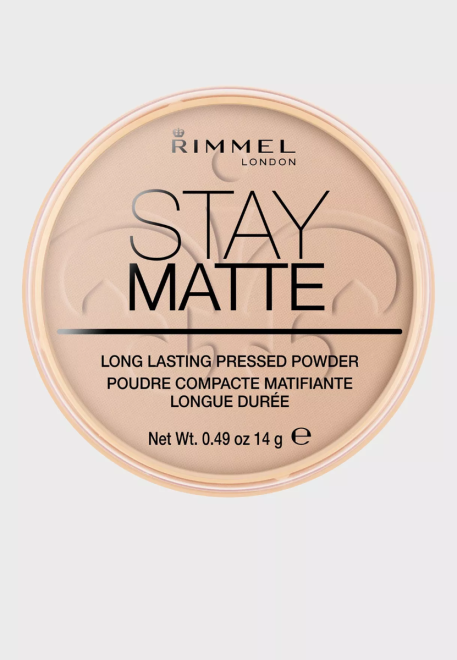 RIMMEL
LONDON
STAY
MATTE
LONG LASTING PRESSED POWDER
POUDRE COMPACTE MATIFIANTE
LONGUE DURÉE
Net Wt. 0.49 oz 14 g ℮